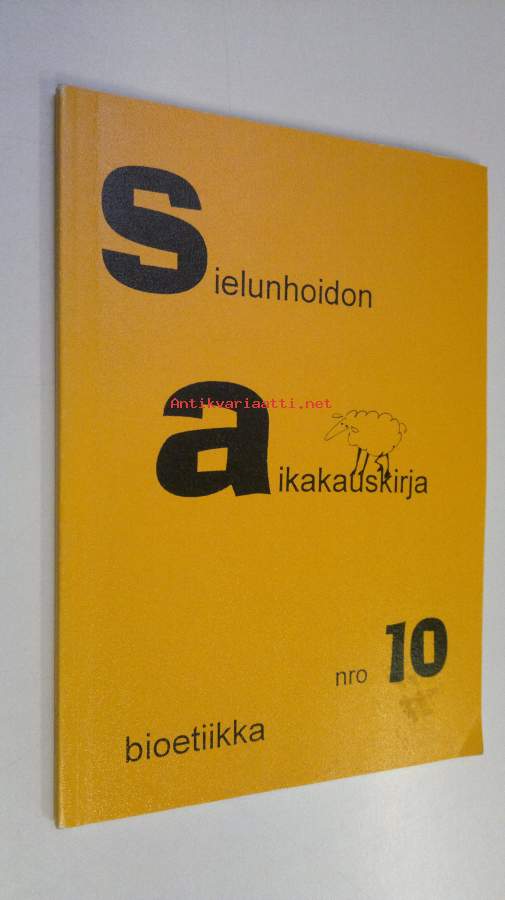 Sielunhoidon
Antikvariaatti.net
aikakauskirja
nro 10
bioetiikka